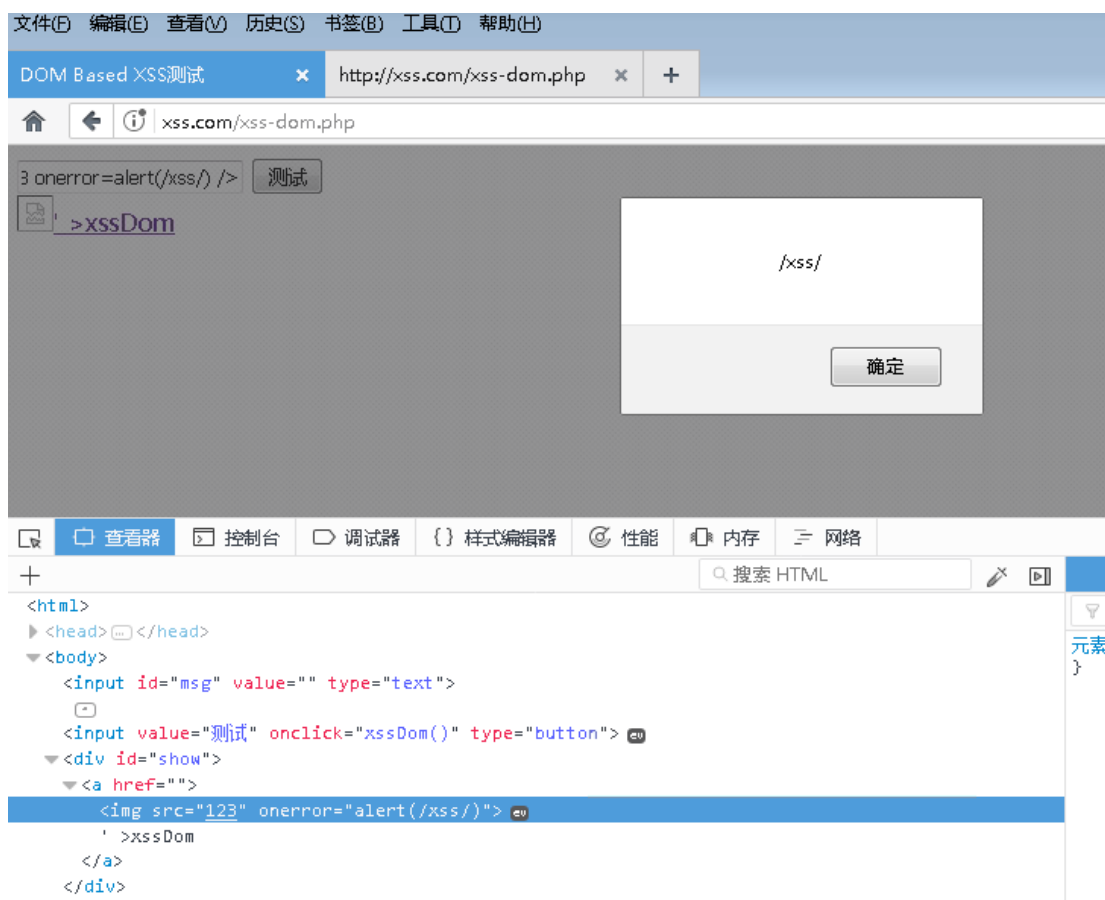 文件(F) 编辑(E) 查看(V) 历史(S) 书签(B) 工具(T) 帮助(H)
DOM Based XSS测试 × http://xss.com/xss-dom.php × +
xss.com/xss-dom.php
3 onerror=alert(/xss/) /> 测试
' >xssDom
/xss/
确定
查看器 控制台 调试器 {} 样式编辑器 性能 内存 网络
+ 搜索 HTML
<html>
<head>…</head>
<body>
<input id="msg" value="" type="text">
<input value="测试" onclick="xssDom()" type="button"> ev
<div id="show">
<a href="">
<img src="123" onerror="alert(/xss/)"> ev
' >xssDom
</a>
</div>
元素
}